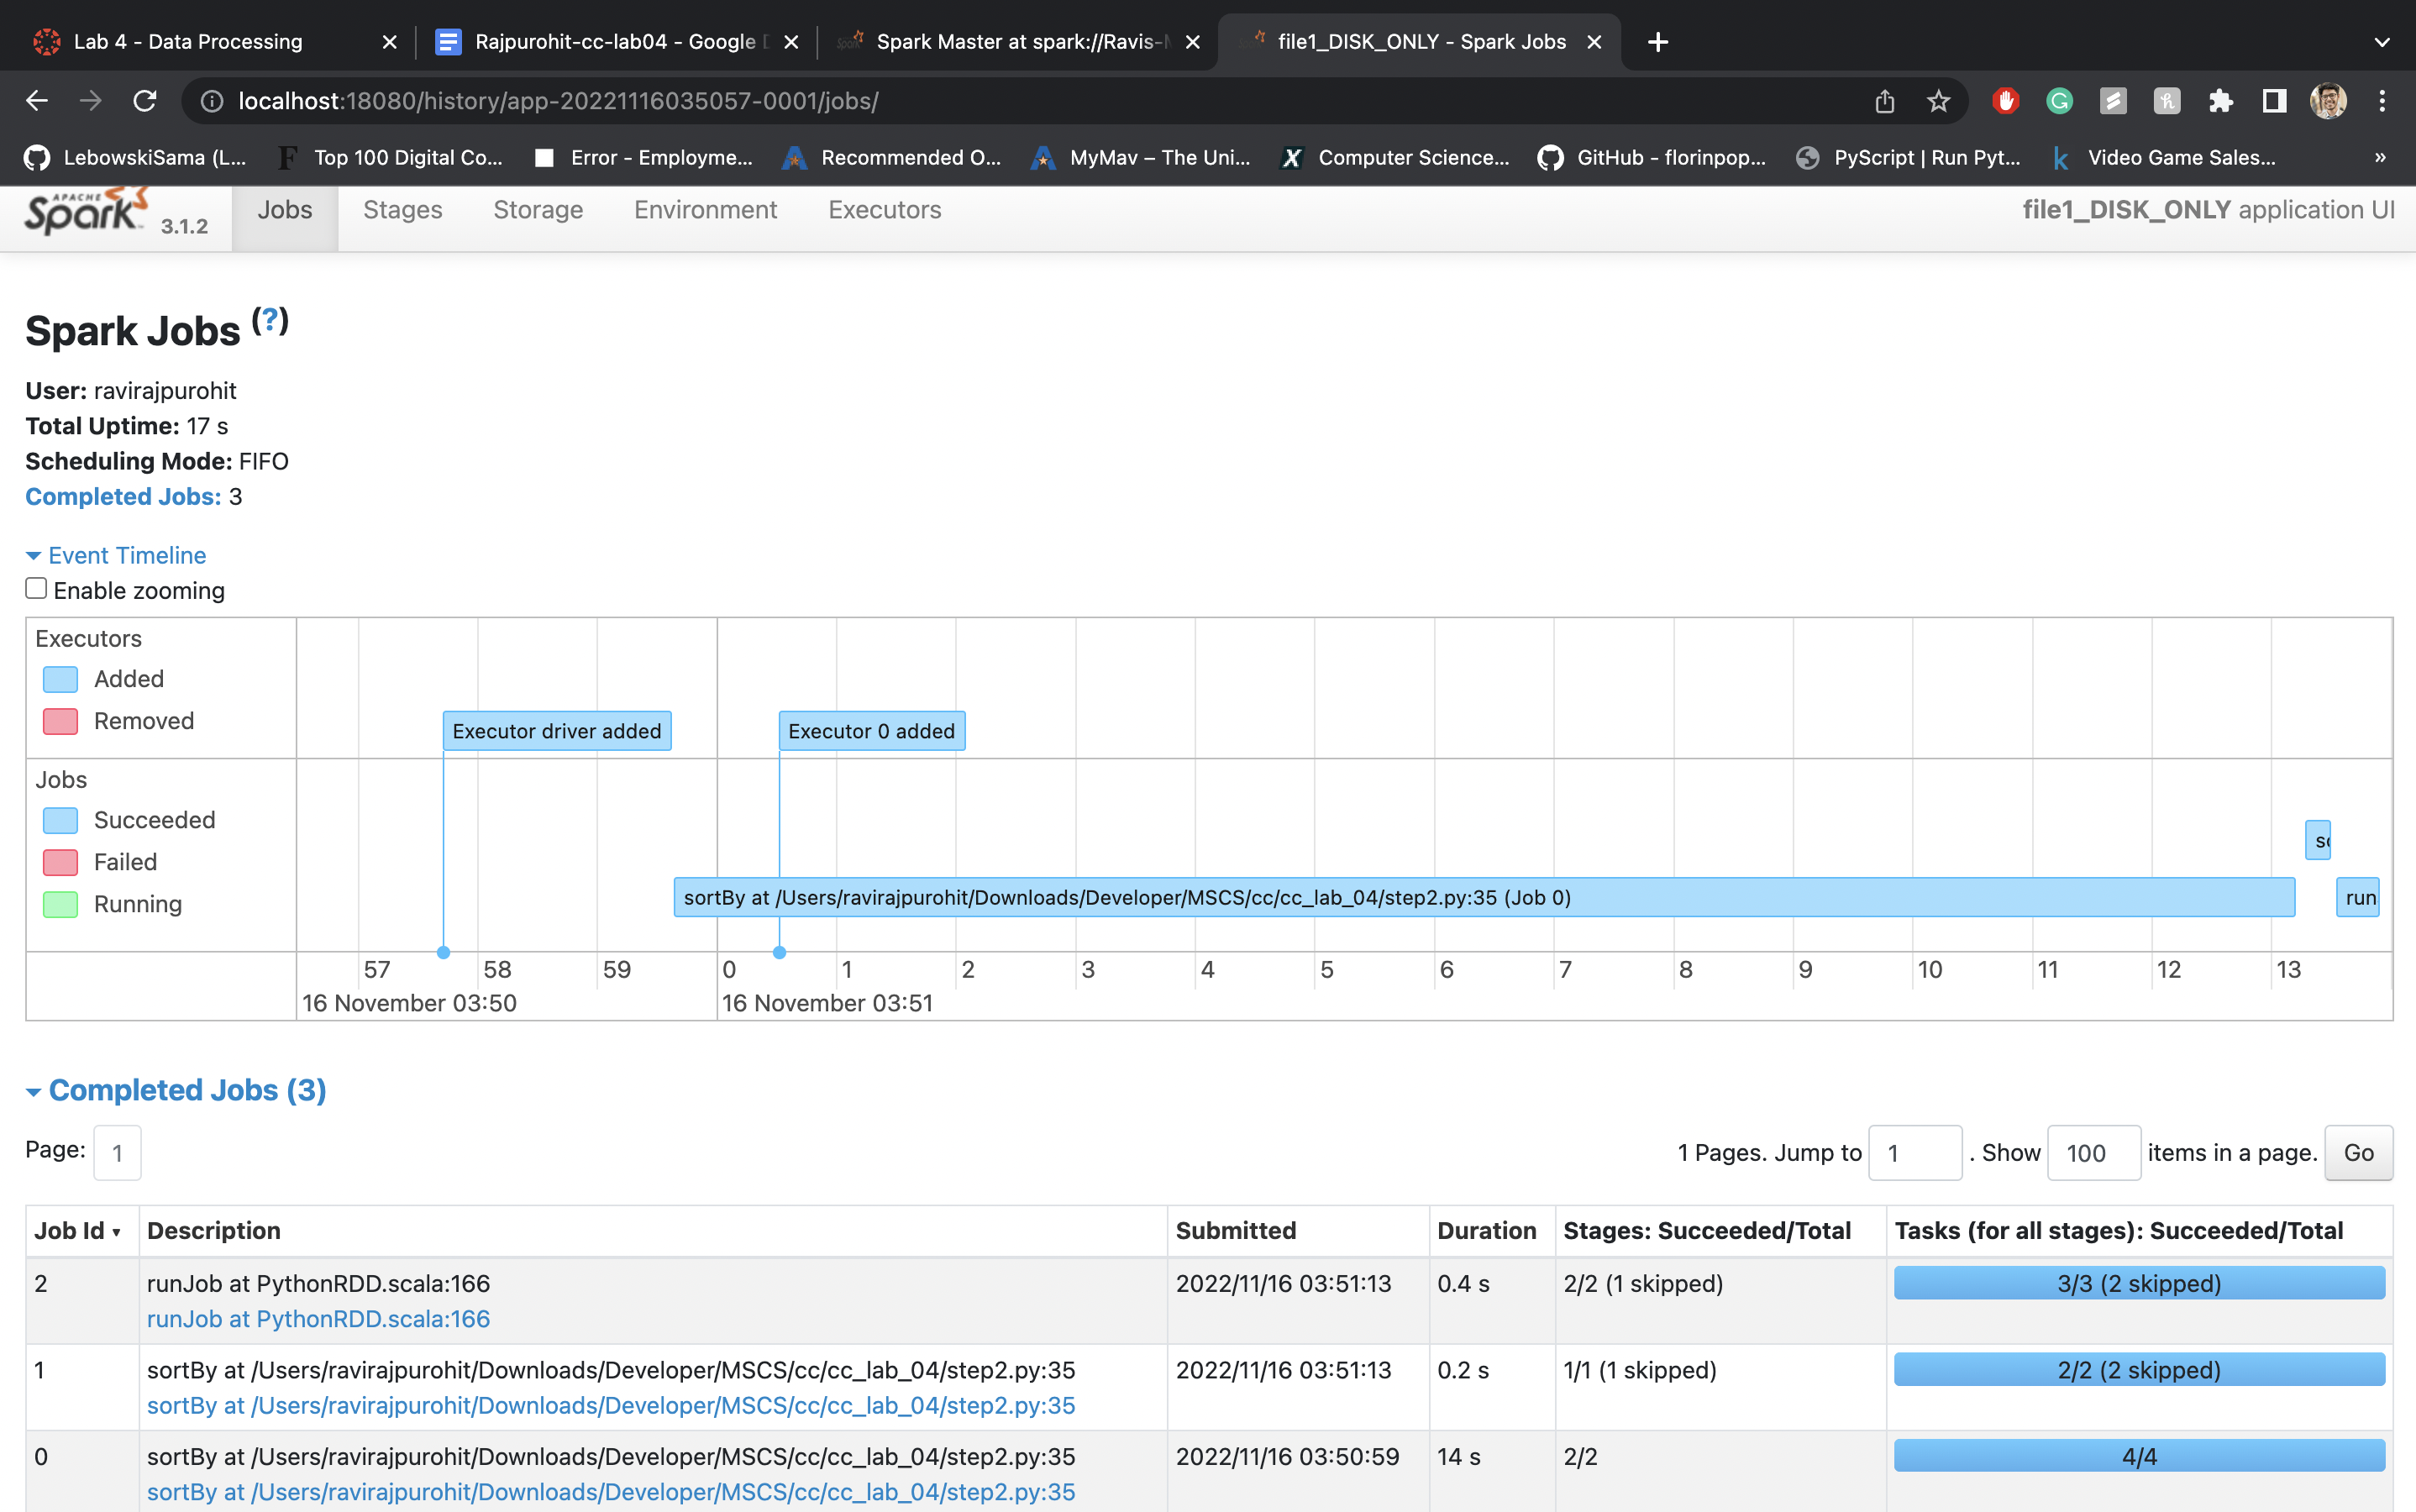 Lab 4 - Data Processing
Rajpurohit-cc-lab04 - Google
Spark Master at spark://Ravis-
file1_DISK_ONLY - Spark Jobs
localhost:18080/history/app-20221116035057-0001/jobs/
LebowskiSama (L...
Top 100 Digital Co...
Error - Employme...
Recommended O...
MyMav – The Uni...
Computer Science...
GitHub - florinpop...
PyScript | Run Pyt...
Video Game Sales...
»
APACHE
Spark 3.1.2
Jobs
Stages
Storage
Environment
Executors
file1_DISK_ONLY application UI
Spark Jobs (?)
User: ravirajpurohit
Total Uptime: 17 s
Scheduling Mode: FIFO
Completed Jobs: 3
Event Timeline
Enable zooming
Executors
Added
Removed
Executor driver added
Executor 0 added
Jobs
Succeeded
Failed
Running
sortBy at /Users/ravirajpurohit/Downloads/Developer/MSCS/cc/cc_lab_04/step2.py:35 (Job 0)
run
57 58 59 0 1 2 3 4 5 6 7 8 9 10 11 12 13
16 November 03:50
16 November 03:51
Completed Jobs (3)
Page: 1
1 Pages. Jump to 1 . Show 100 items in a page. Go
Job Id ▾ Description Submitted Duration Stages: Succeeded/Total Tasks (for all stages): Succeeded/Total
2 runJob at PythonRDD.scala:166 2022/11/16 03:51:13 0.4 s 2/2 (1 skipped) 3/3 (2 skipped)
runJob at PythonRDD.scala:166
1 sortBy at /Users/ravirajpurohit/Downloads/Developer/MSCS/cc/cc_lab_04/step2.py:35 2022/11/16 03:51:13 0.2 s 1/1 (1 skipped) 2/2 (2 skipped)
sortBy at /Users/ravirajpurohit/Downloads/Developer/MSCS/cc/cc_lab_04/step2.py:35
0 sortBy at /Users/ravirajpurohit/Downloads/Developer/MSCS/cc/cc_lab_04/step2.py:35 2022/11/16 03:50:59 14 s 2/2 4/4
sortBy at /Users/ravirajpurohit/Downloads/Developer/MSCS/cc/cc_lab_04/step2.py:35